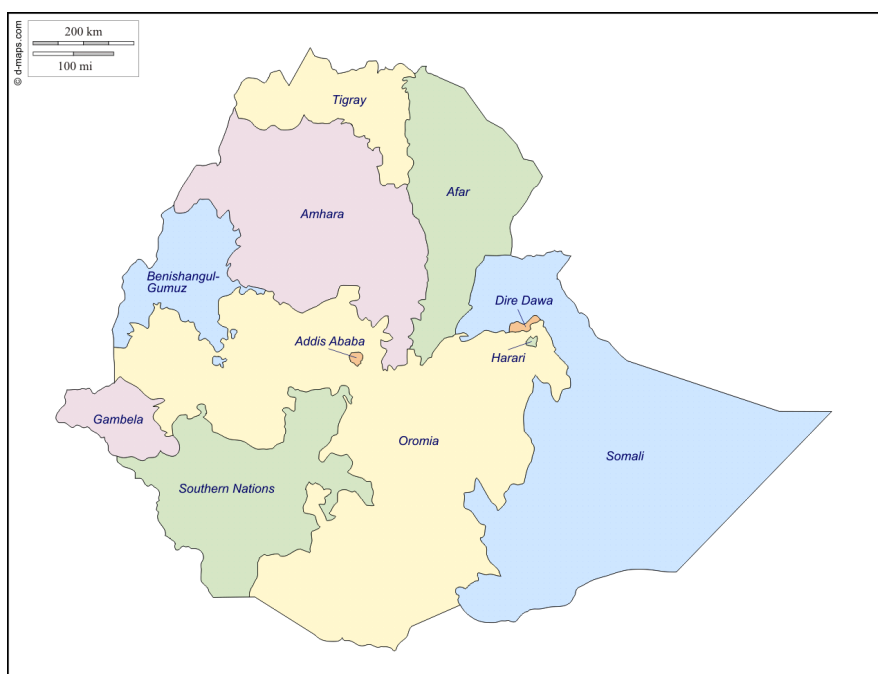 © d-maps.com
200 km
100 mi
Tigray
Afar
Amhara
Benishangul-
Gumuz
Dire Dawa
Addis Ababa
Harari
Gambela
Oromia
Somali
Southern Nations